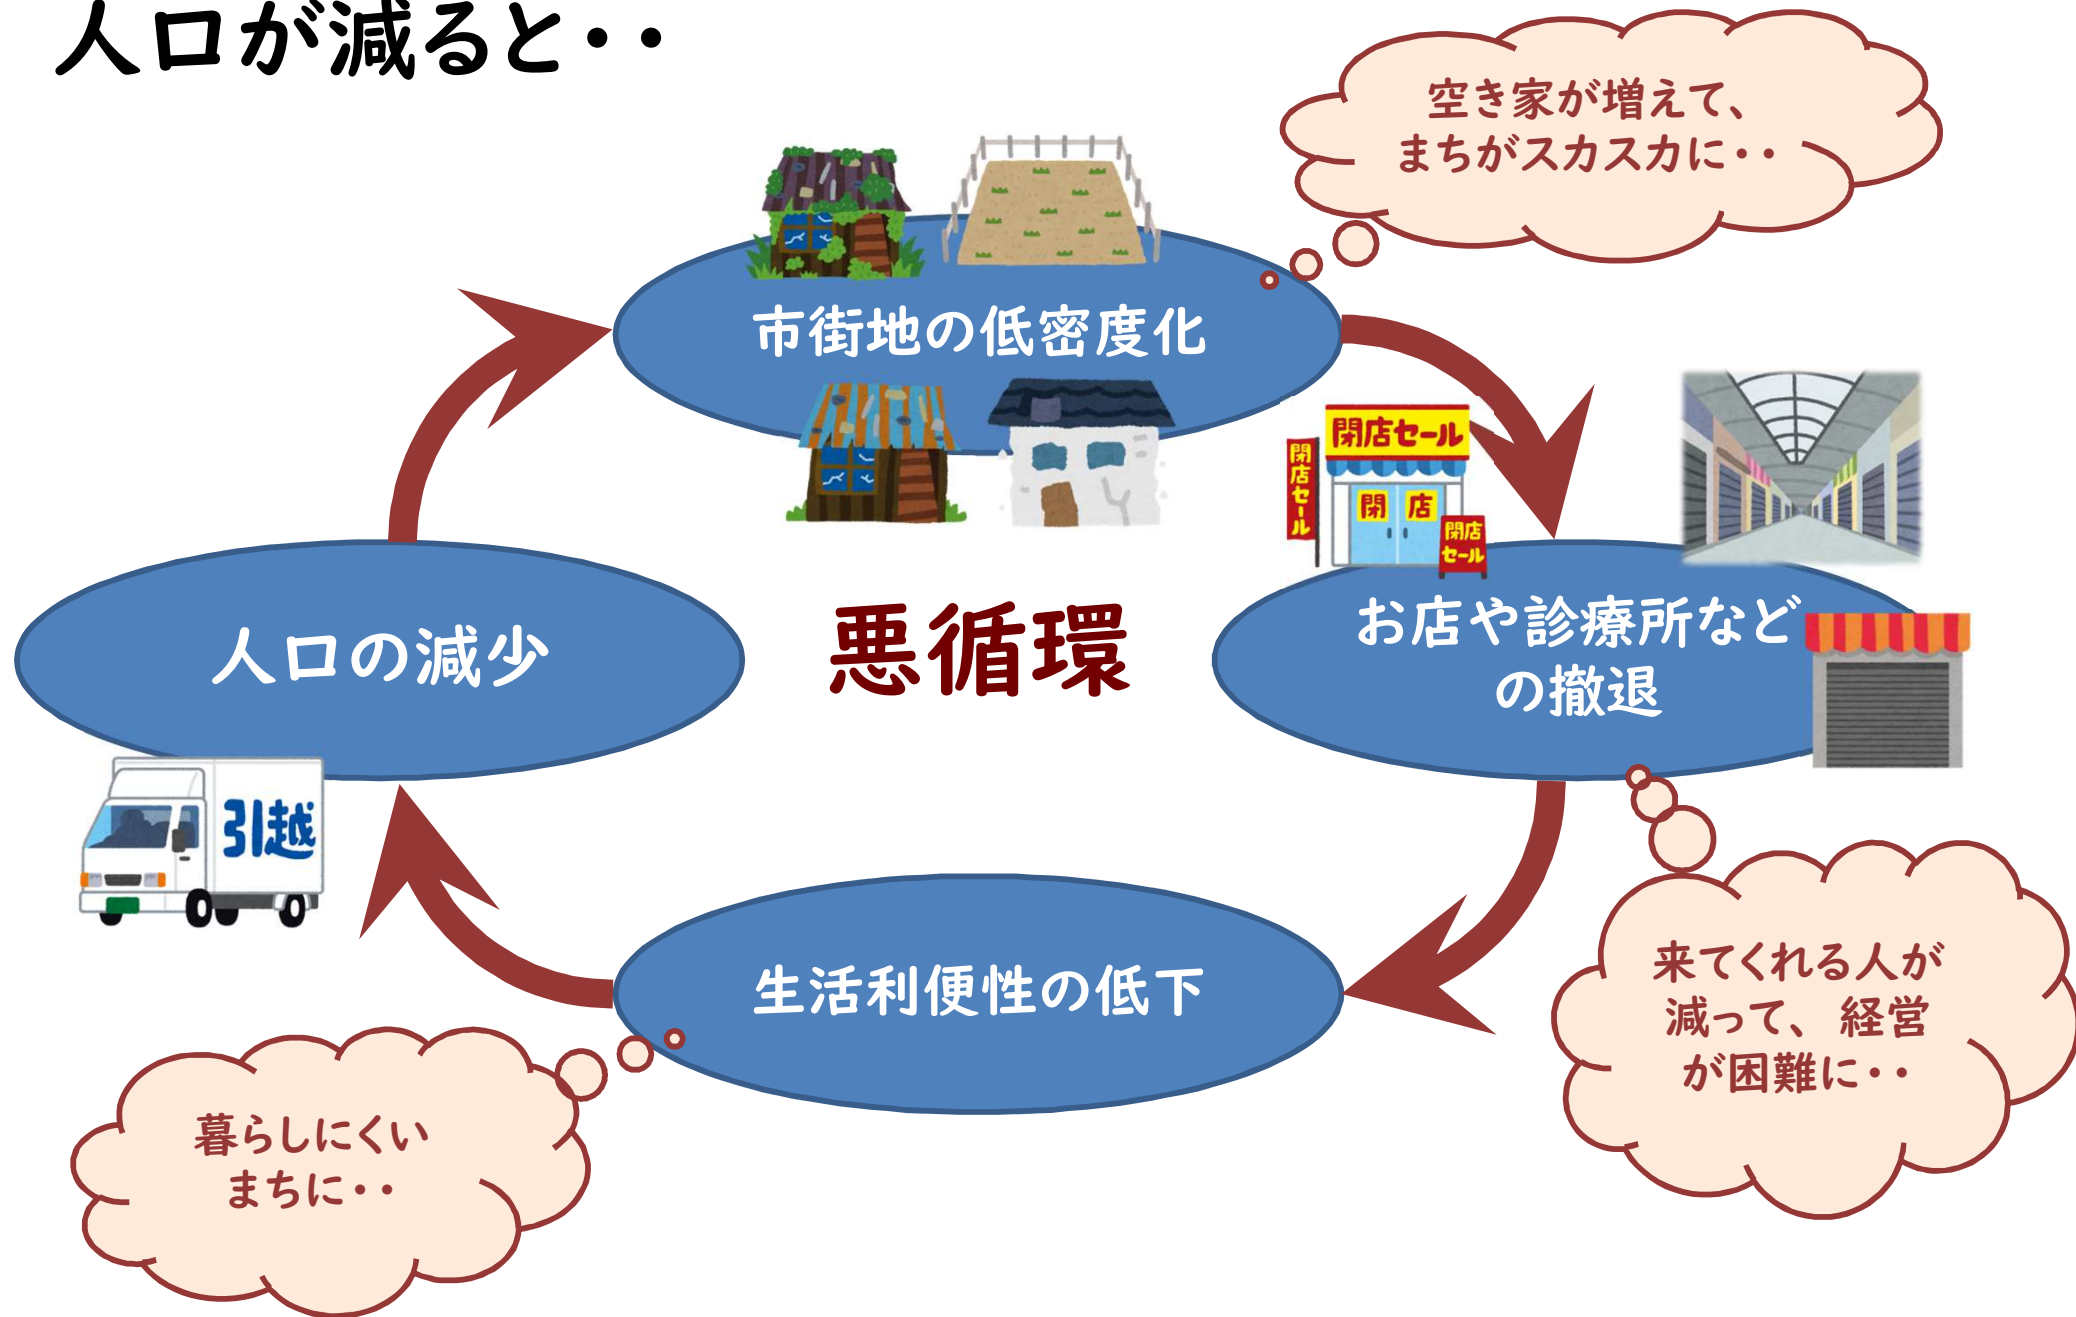 人口が減ると・・
空き家が増えて、
まちがスカスカに・・
市街地の低密度化
閉店セール
閉店セール
閉 店
閉店
セール
お店や診療所など
の撤退
悪循環
人口の減少
引越
来てくれる人が
減って、経営
が困難に・・
生活利便性の低下
暮らしにくい
まちに・・